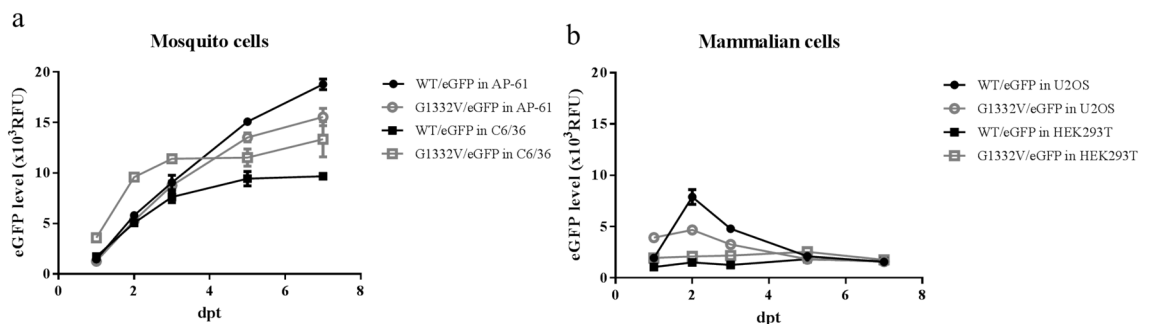 a
Mosquito cells
eGFP level (x10³RFU)
20
15
10
5
0
0 2 4 6 8
dpt
WT/eGFP in AP-61
G1332V/eGFP in AP-61
WT/eGFP in C6/36
G1332V/eGFP in C6/36
b
Mammalian cells
eGFP level (x10³RFU)
20
15
10
5
0
0 2 4 6 8
dpt
WT/eGFP in U2OS
G1332V/eGFP in U2OS
WT/eGFP in HEK293T
G1332V/eGFP in HEK293T